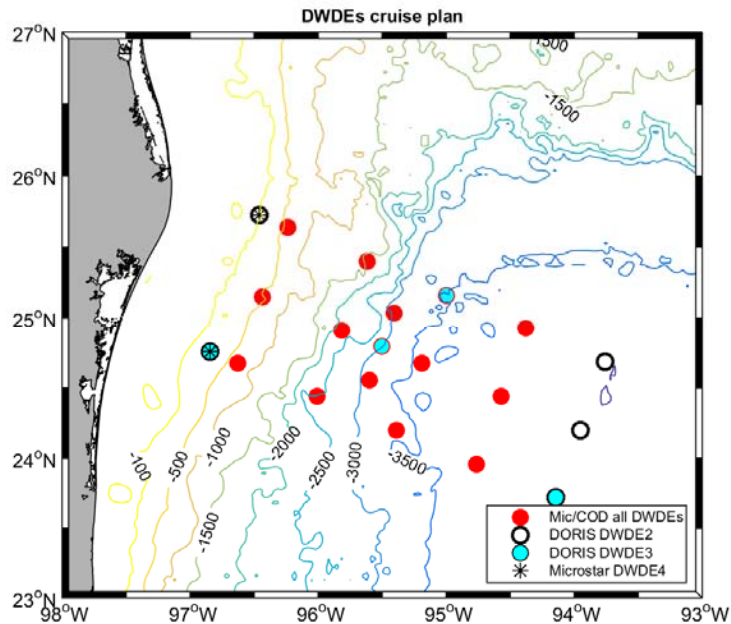 DWDEs cruise plan
27°N
26°N
25°N
24°N
23°N
98°W
97°W
96°W
95°W
94°W
93°W
-1500
-1500
-100
-500
-1000
-1500
-2000
-2500
-3000
-3500
Mic/COD all DWDEs
DORIS DWDE2
DORIS DWDE3
Microstar DWDE4